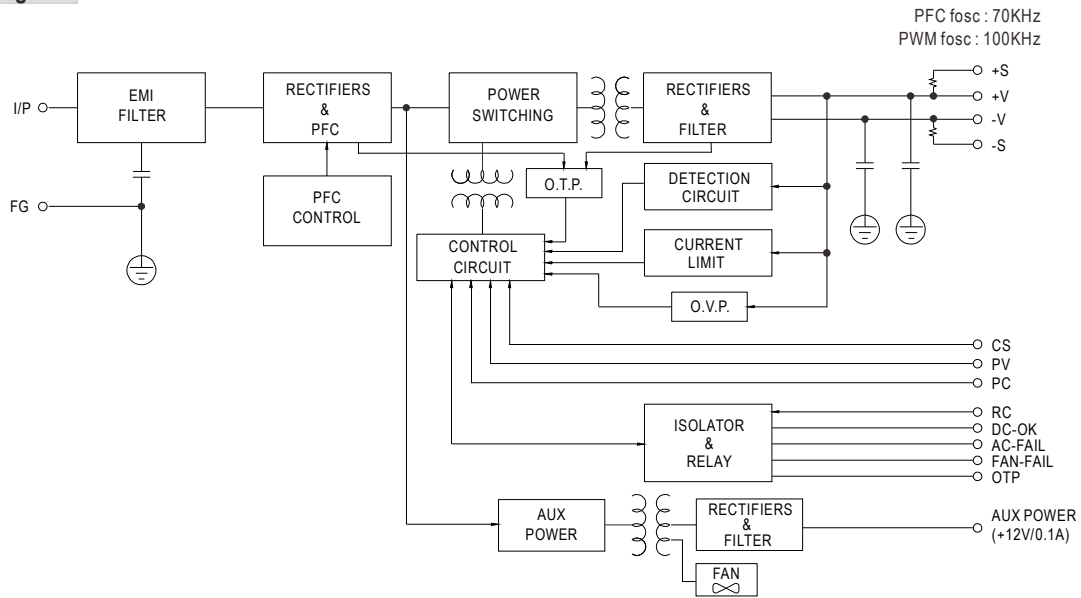 PFC fosc : 70KHz
PWM fosc : 100KHz
I/P
EMI
FILTER
RECTIFIERS
&
PFC
POWER
SWITCHING
RECTIFIERS
&
FILTER
+S
+V
-V
-S
FG
PFC
CONTROL
O.T.P.
DETECTION
CIRCUIT
CONTROL
CIRCUIT
CURRENT
LIMIT
O.V.P.
CS
PV
PC
ISOLATOR
&
RELAY
RC
DC-OK
AC-FAIL
FAN-FAIL
OTP
AUX
POWER
RECTIFIERS
&
FILTER
AUX POWER
(+12V/0.1A)
FAN